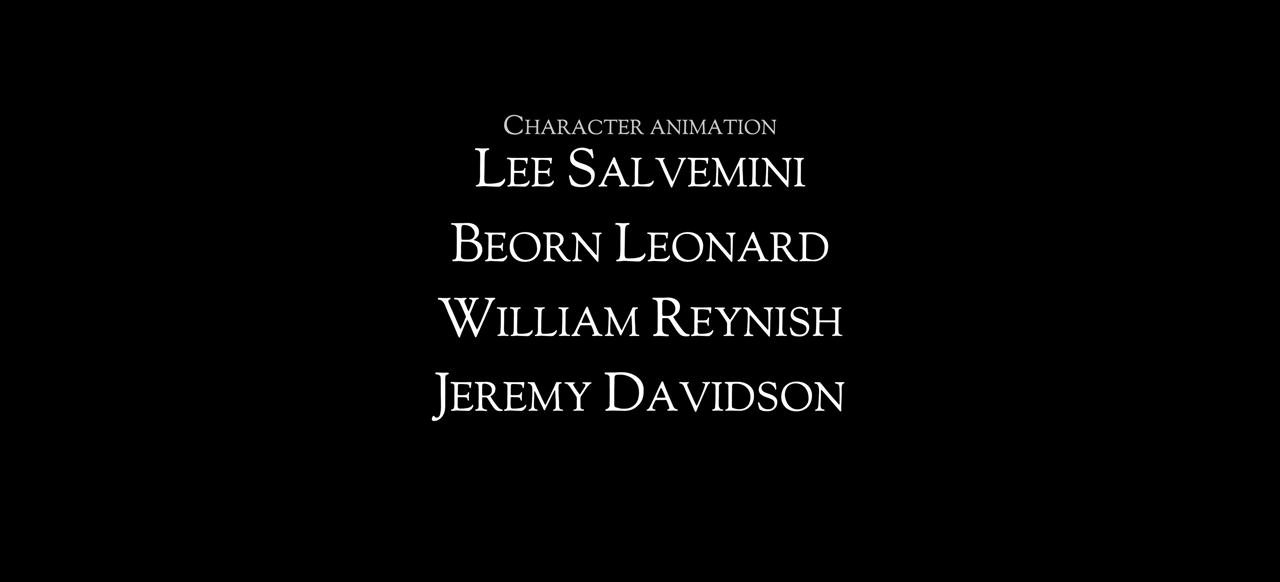 Character animation
Lee Salvemini
Beorn Leonard
William Reynish
Jeremy Davidson